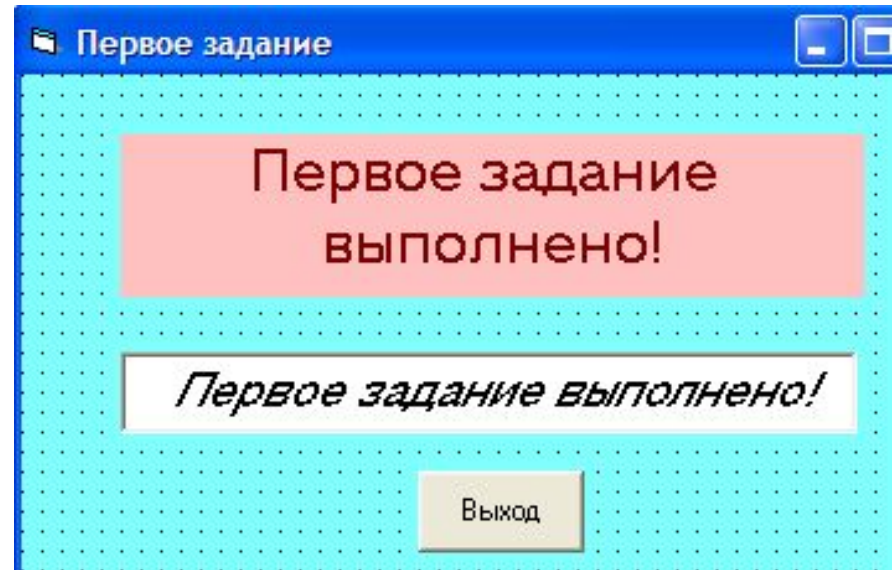 Первое задание
Первое задание
выполнено!
Первое задание выполнено!
Выход